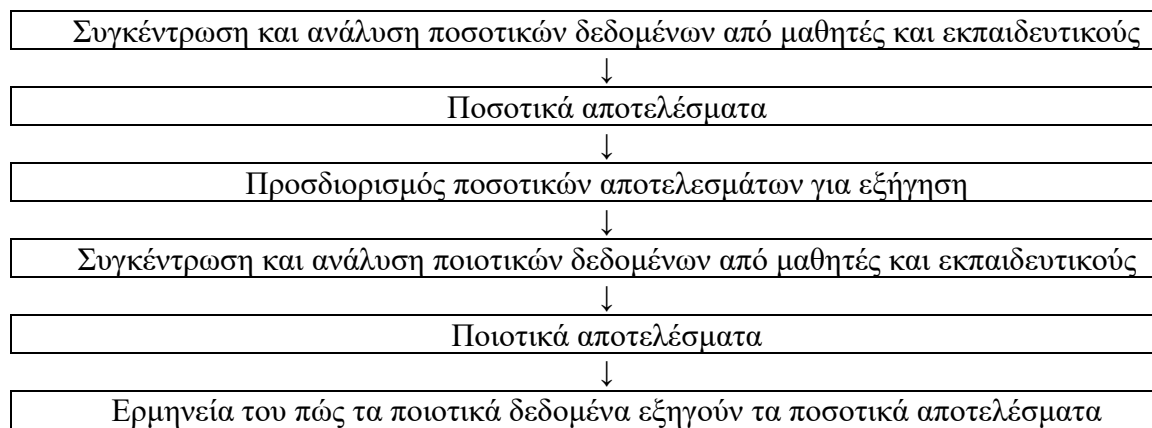 Συγκέντρωση και ανάλυση ποσοτικών δεδομένων από μαθητές και εκπαιδευτικούς
↓
Ποσοτικά αποτελέσματα
↓
Προσδιορισμός ποσοτικών αποτελεσμάτων για εξήγηση
↓
Συγκέντρωση και ανάλυση ποιοτικών δεδομένων από μαθητές και εκπαιδευτικούς
↓
Ποιοτικά αποτελέσματα
↓
Ερμηνεία του πώς τα ποιοτικά δεδομένα εξηγούν τα ποσοτικά αποτελέσματα